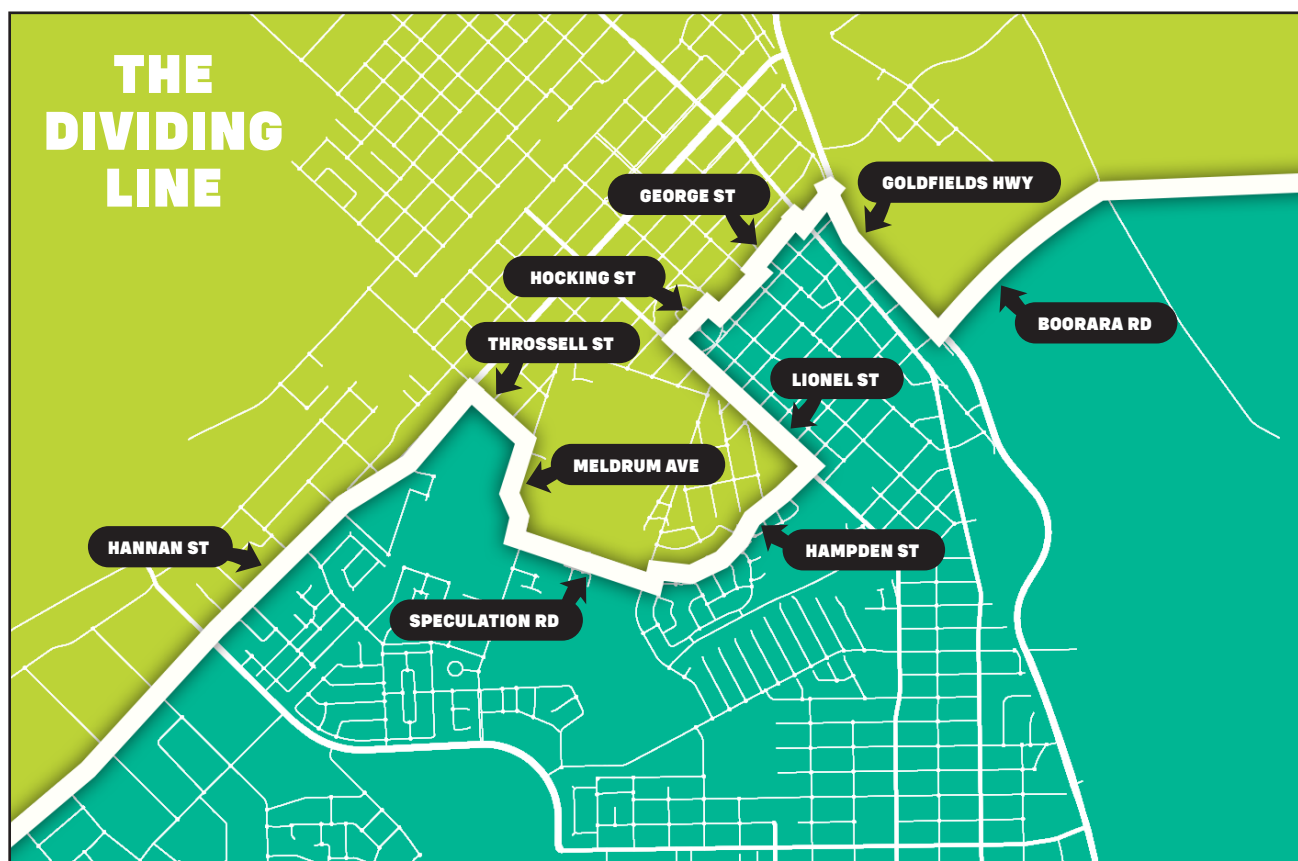 THE
DIVIDING
LINE
GEORGE ST
GOLDFIELDS HWY
HOCKING ST
BOORARA RD
THROSSELL ST
LIONEL ST
MELDRUM AVE
HANNAN ST
HAMPDEN ST
SPECULATION RD